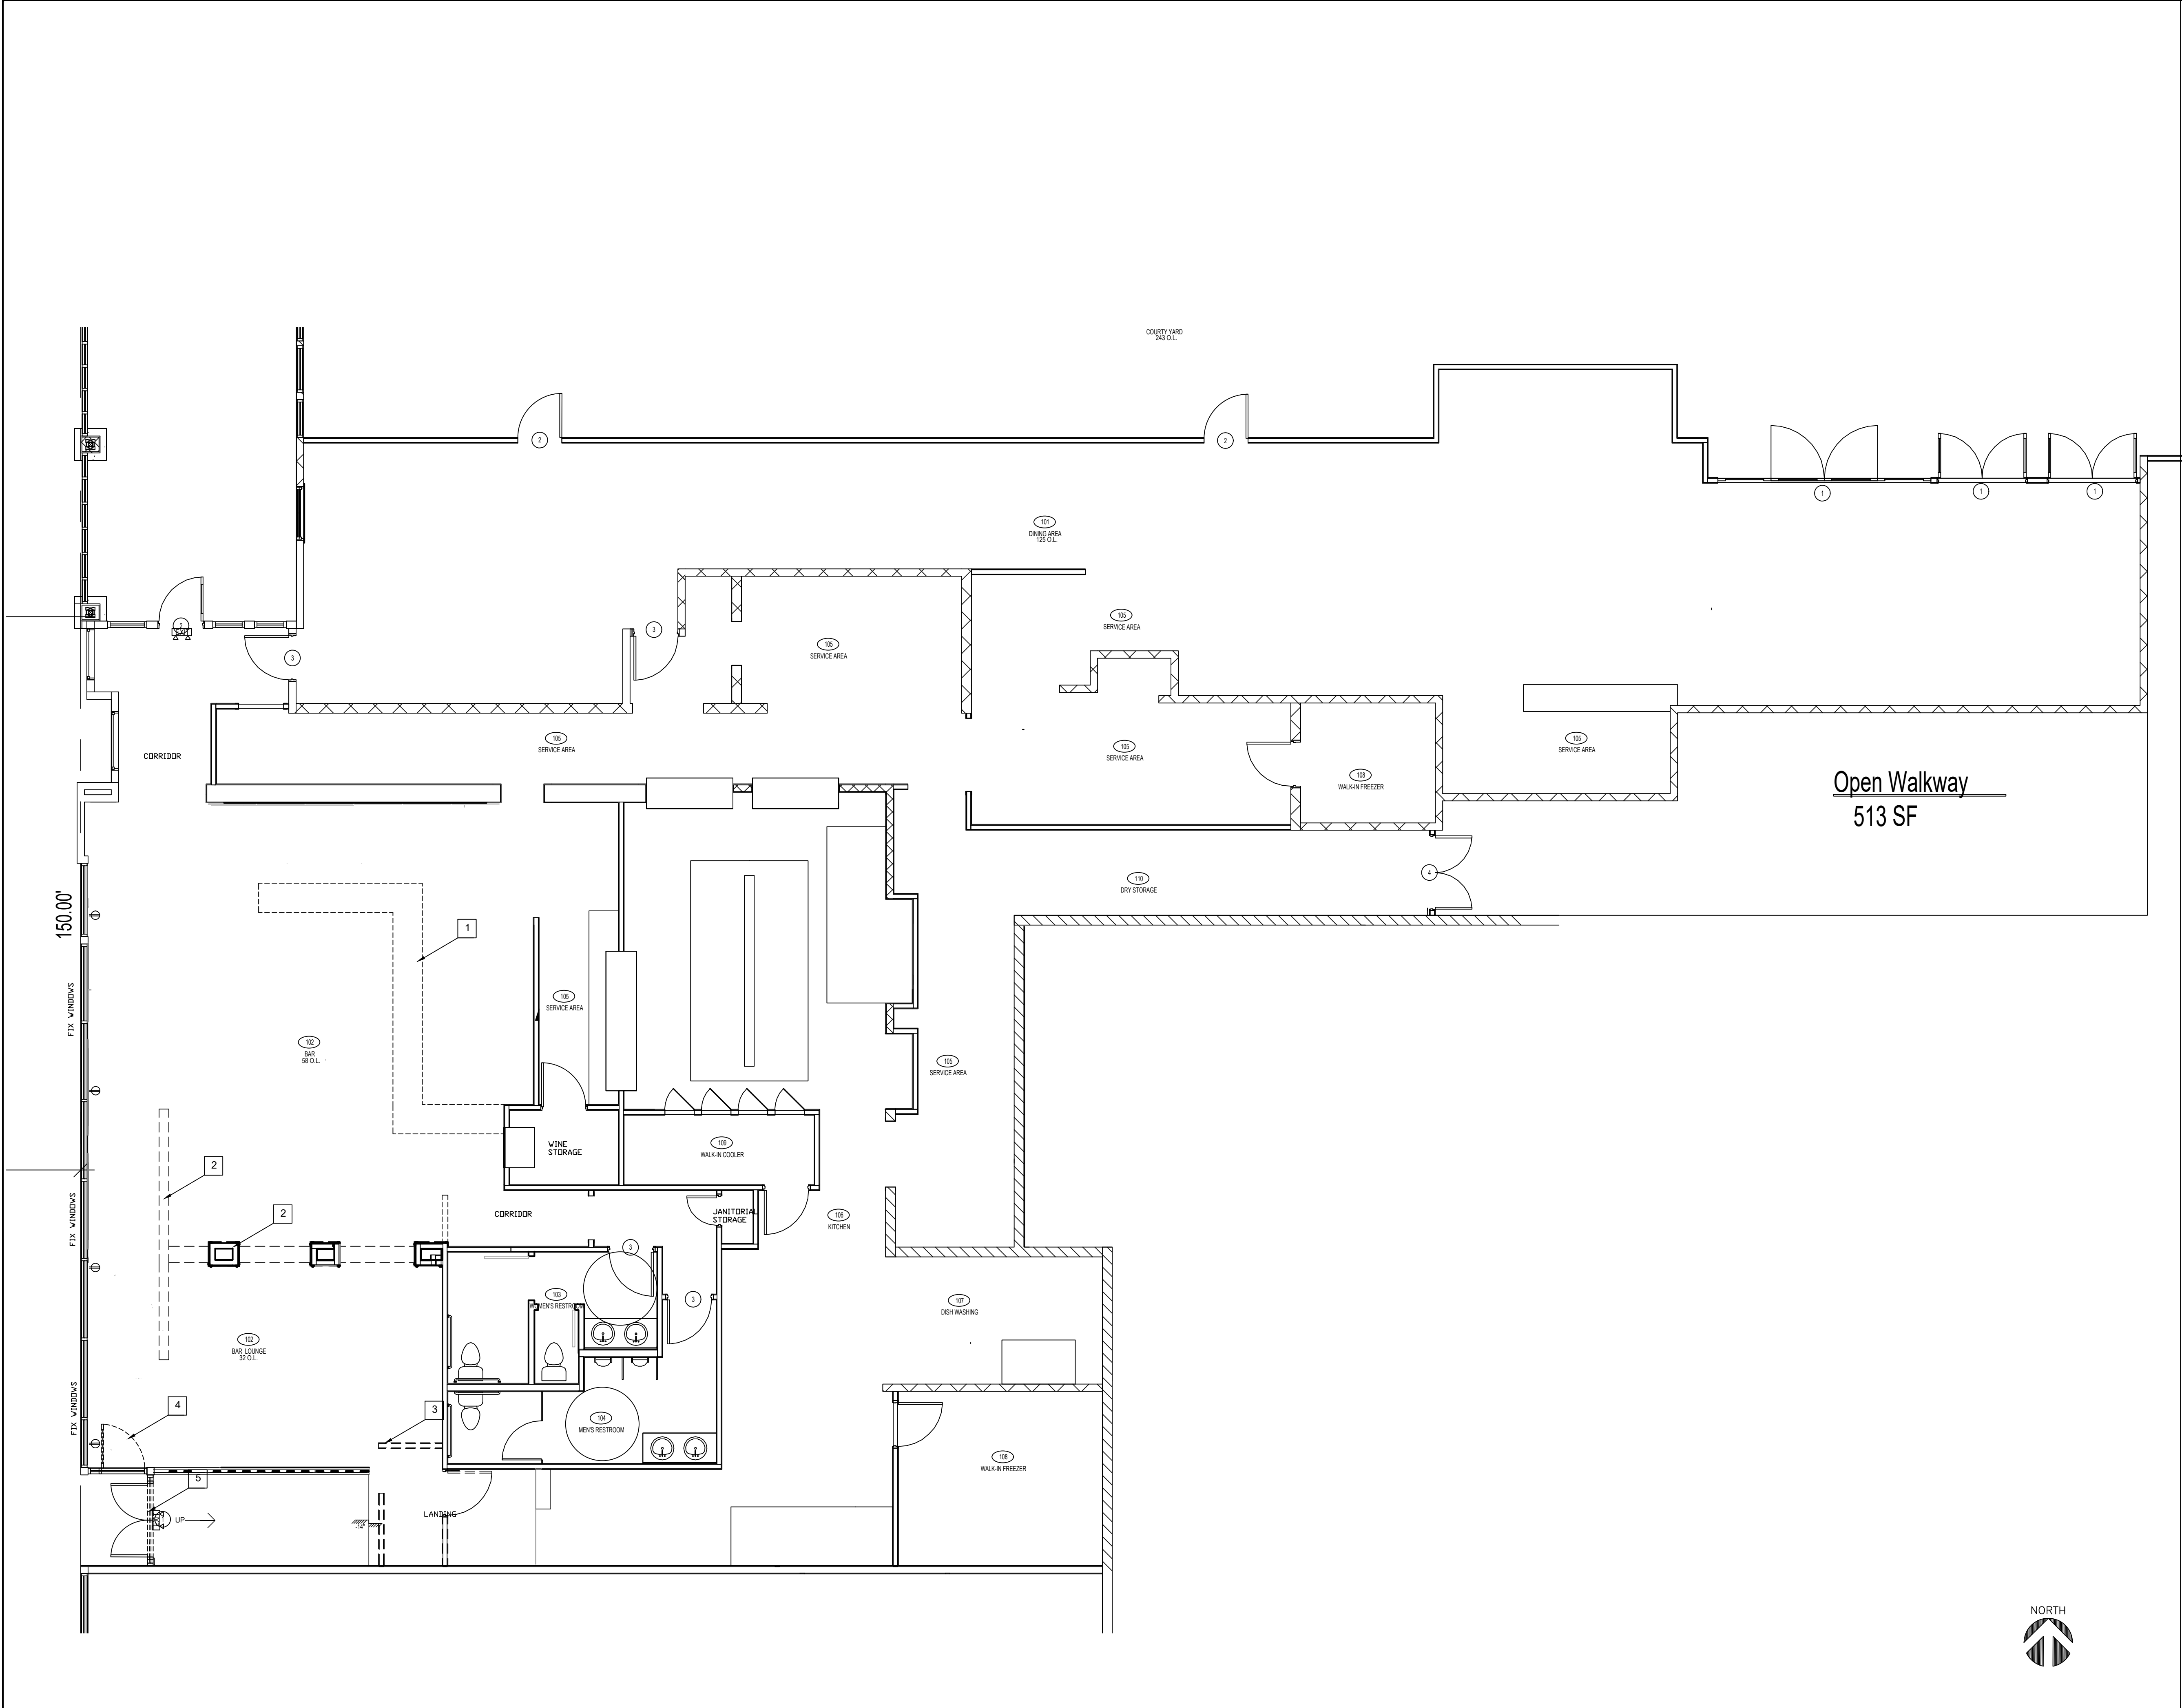 COURTY YARD
243 O.L.
2
2
1
1
1
101
DINING AREA
125 O.L.
2
EXIT
3
3
105
SERVICE AREA
105
SERVICE AREA
105
SERVICE AREA
105
SERVICE AREA
105
SERVICE AREA
CORRIDOR
108
WALK-IN FREEZER
Open Walkway
513 SF
4
110
DRY STORAGE
150.00'
1
FIX WINDOWS
105
SERVICE AREA
102
BAR
58 O.L.
105
SERVICE AREA
WINE
STORAGE
109
WALK-IN COOLER
2
2
FIX WINDOWS
CORRIDOR
JANITORIAL
STORAGE
106
KITCHEN
3
103
WOMEN'S RESTROOM
3
107
DISH WASHING
102
BAR LOUNGE
32 O.L.
FIX WINDOWS
4
3
104
MEN'S RESTROOM
108
WALK-IN FREEZER
5
UP
LANDING
-14"
NORTH